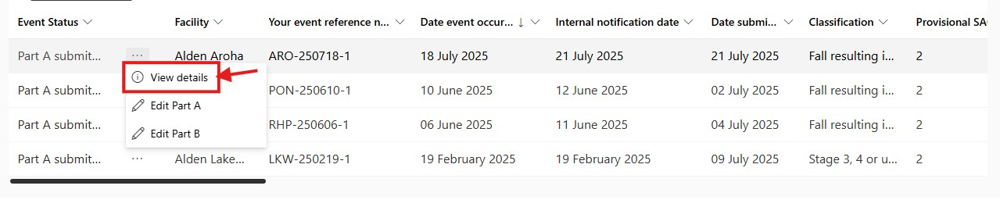 Event Status Facility Your event reference n... Date event occur... ↓ Internal notification date Date submi... Classification Provisional SA
Part A submit... ... Alden Aroha ARO-250718-1 18 July 2025 21 July 2025 21 July 2025 Fall resulting i... 2
View details
Part A submit... PON-250610-1 10 June 2025 12 June 2025 02 July 2025 Fall resulting i... 2
Edit Part A
Part A submit... RHP-250606-1 06 June 2025 11 June 2025 04 July 2025 Fall resulting i... 2
Edit Part B
Part A submit... ... Alden Lake... LKW-250219-1 19 February 2025 19 February 2025 09 July 2025 Stage 3, 4 or u... 2